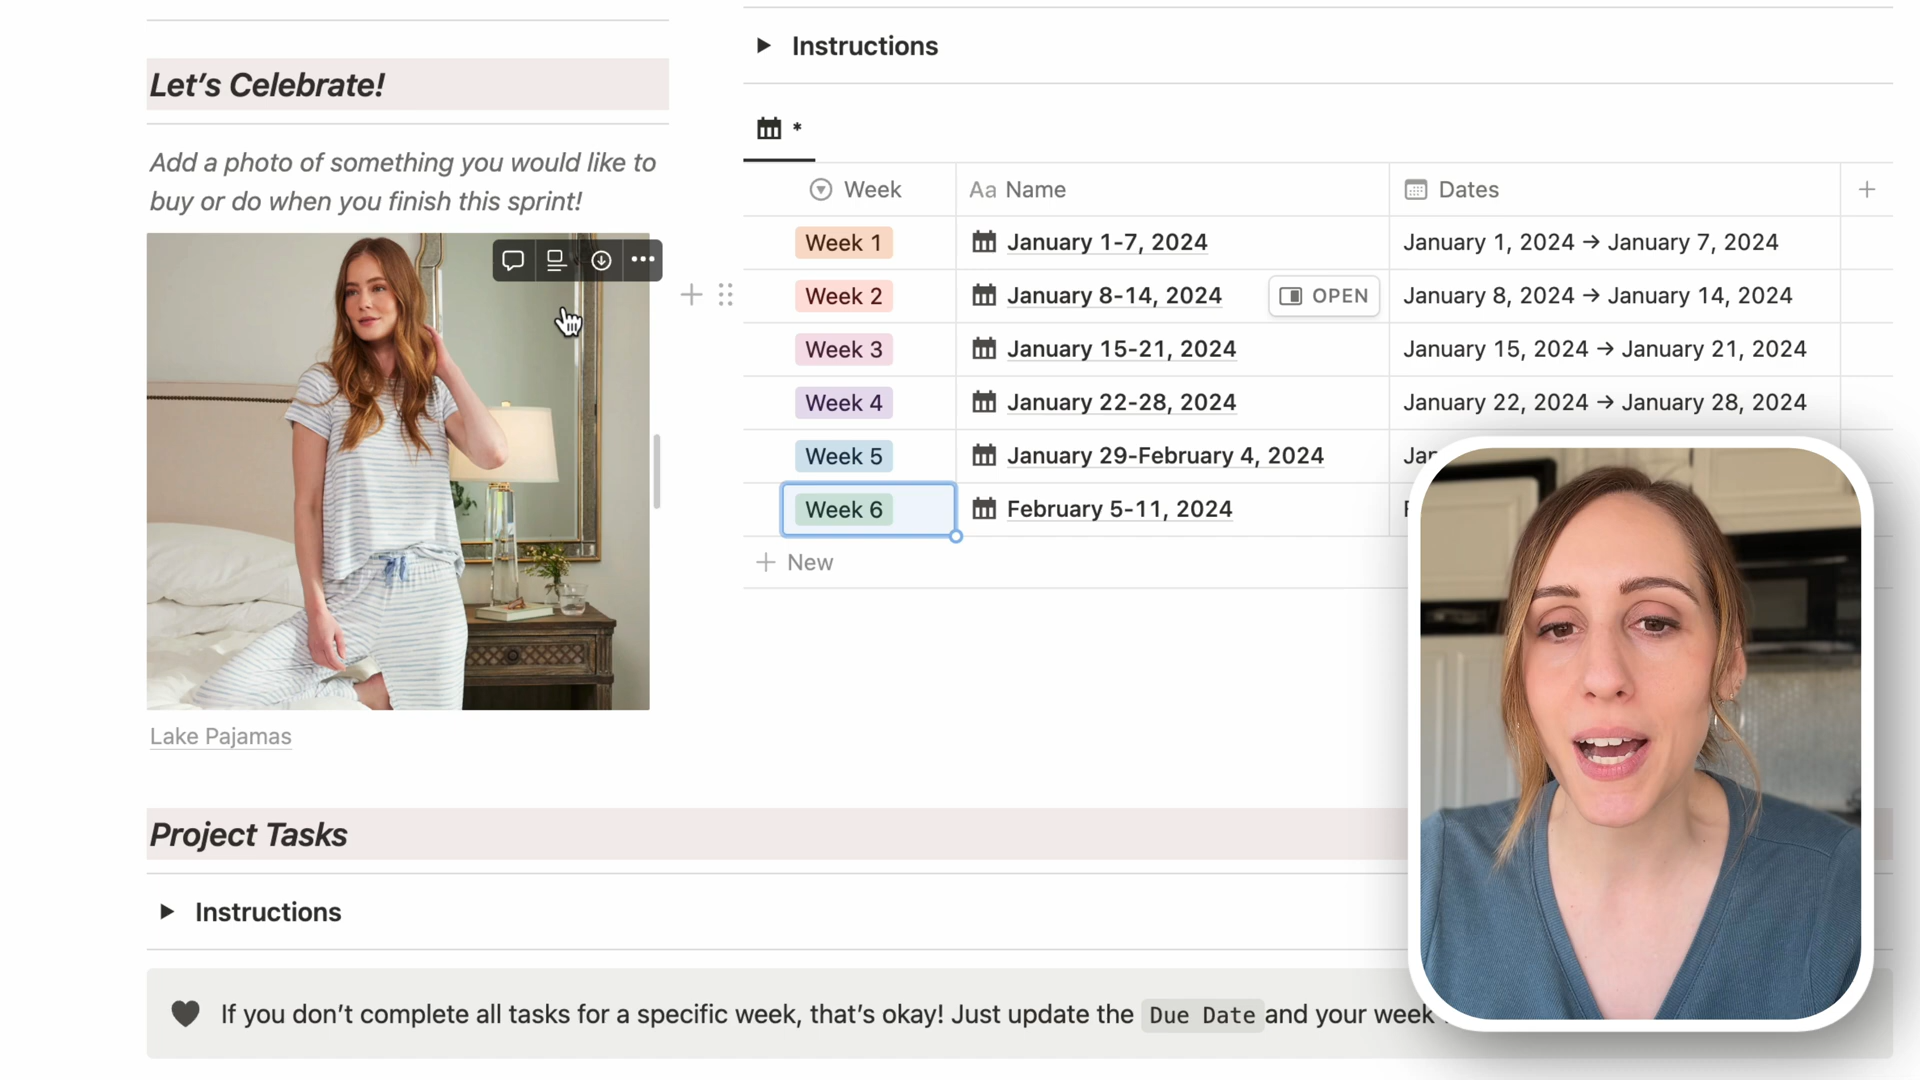 Let's Celebrate!
Add a photo of something you would like to
buy or do when you finish this sprint!
Lake Pajamas
Instructions
*
Week Aa Name Dates
Week 1 January 1-7, 2024 January 1, 2024 → January 7, 2024
Week 2 January 8-14, 2024 OPEN January 8, 2024 → January 14, 2024
Week 3 January 15-21, 2024 January 15, 2024 → January 21, 2024
Week 4 January 22-28, 2024 January 22, 2024 → January 28, 2024
Week 5 January 29-February 4, 2024
Week 6 February 5-11, 2024
+ New
Project Tasks
Instructions
If you don't complete all tasks for a specific week, that's okay! Just update the Due Date and your week